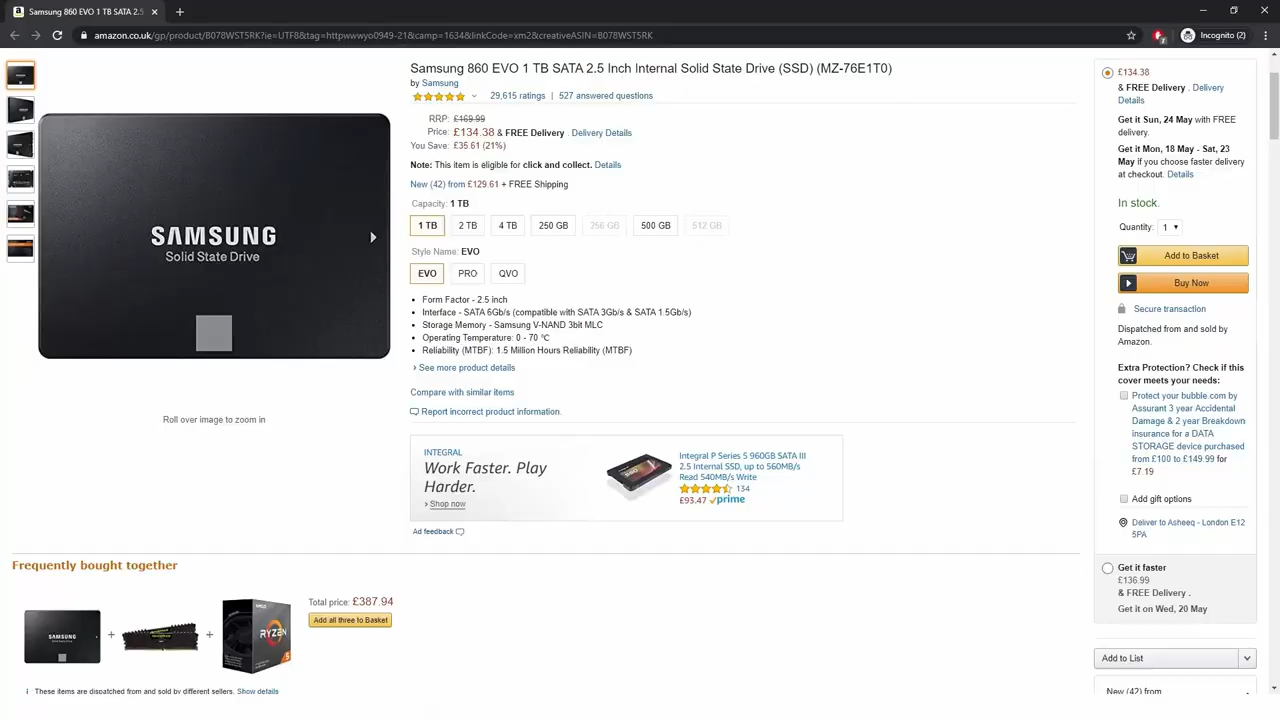 Samsung 860 EVO 1 TB SATA 2.5
Incognito (2)
amazon.co.uk/gp/product/B078WST5RK?ie=UTF8&tag=httpwwwyo0949-21&camp=1634&linkCode=xm2&creativeASIN=B078WST5RK
Samsung 860 EVO 1 TB SATA 2.5 Inch Internal Solid State Drive (SSD) (MZ-76E1T0)
by Samsung
29,615 ratings | 527 answered questions
RRP: £169.99
Price: £134.38 & FREE Delivery . Delivery Details
You Save: £35.61 (21%)
Note: This item is eligible for click and collect. Details
New (42) from £129.61 + FREE Shipping
Capacity: 1 TB
1 TB 2 TB 4 TB 250 GB 256 GB 500 GB 512 GB
Style Name: EVO
EVO PRO QVO
• Form Factor - 2.5 inch
• Interface - SATA 6Gb/s (compatible with SATA 3Gb/s & SATA 1.5Gb/s)
• Storage Memory - Samsung V-NAND 3bit MLC
• Operating Temperature: 0 - 70 ℃
• Reliability (MTBF): 1.5 Million Hours Reliability (MTBF)
› See more product details
Compare with similar items
Report incorrect product information.
SAMSUNG
Solid State Drive
Roll over image to zoom in
INTEGRAL
Work Faster. Play
Harder.
› Shop now
Integral P Series 5 960GB SATA III
2.5 Internal SSD, up to 560MB/s
Read 540MB/s Write
134
£93.47 prime
Ad feedback
£134.38
& FREE Delivery . Delivery
Details
Get it Sun, 24 May with FREE
delivery.
Get it Mon, 18 May - Sat, 23
May if you choose faster delivery
at checkout. Details
In stock.
Quantity: 1
Add to Basket
Buy Now
Secure transaction
Dispatched from and sold by
Amazon.
Extra Protection? Check if this
cover meets your needs:
Protect your bubble.com by
Assurant 3 year Accidental
Damage & 2 year Breakdown
insurance for a DATA
STORAGE device purchased
from £100 to £149.99 for
£7.19
Add gift options
Deliver to Asheeq - London E12
5PA
Get it faster
£136.99
& FREE Delivery .
Get it on Wed, 20 May
Add to List
New (42) from
Frequently bought together
SAMSUNG
RYZEN
5
Total price: £387.94
Add all three to Basket
These items are dispatched from and sold by different sellers. Show details